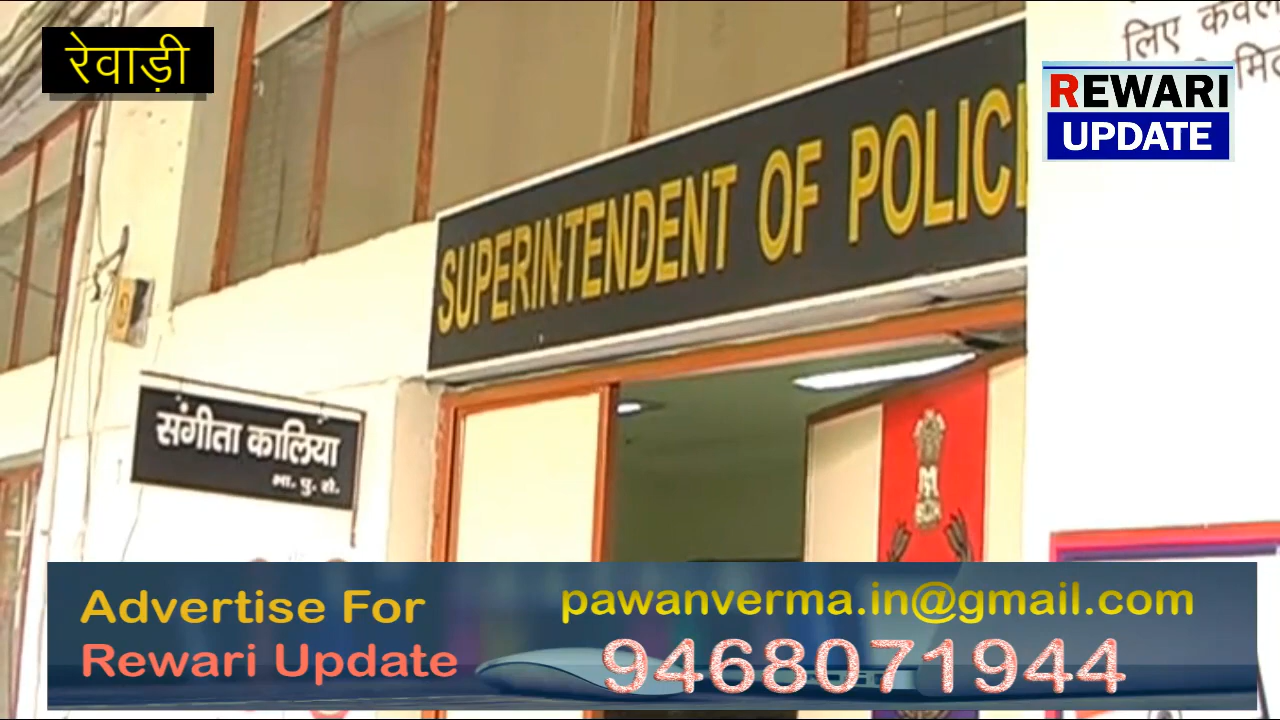 रेवाड़ी
लिए
REWARI
UPDATE
SUPERINTENDENT OF POLIC
संगीता कालिया
भा. पु. से.
Advertise For
Rewari Update
pawanverma.in@gmail.com
9468071944